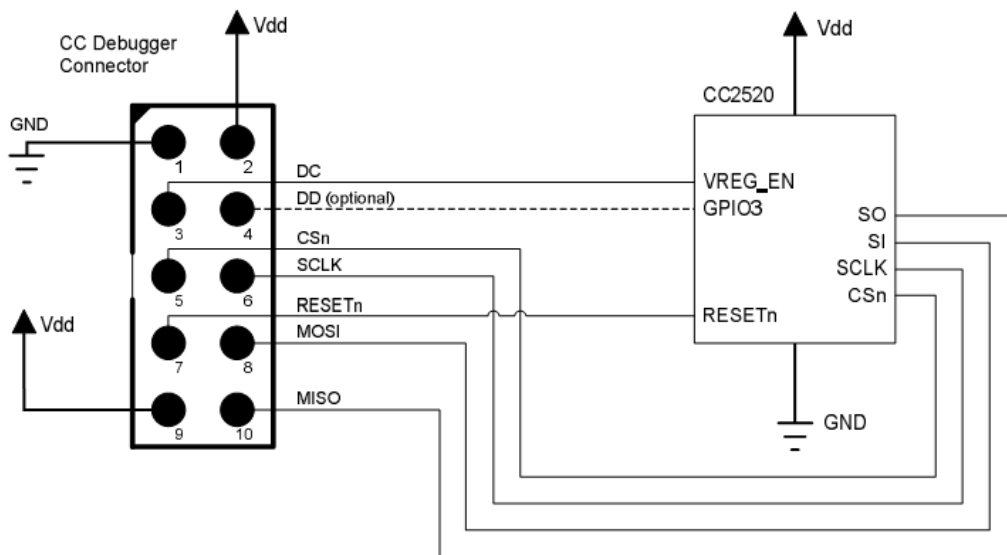 Vdd
CC Debugger
Connector
GND
1
2
DC
DD (optional)
3
4
CSn
SCLK
5
6
RESETn
MOSI
Vdd
7
8
MISO
9
10
Vdd
CC2520
VREG_EN
GPIO3
SO
SI
SCLK
CSn
RESETn
GND